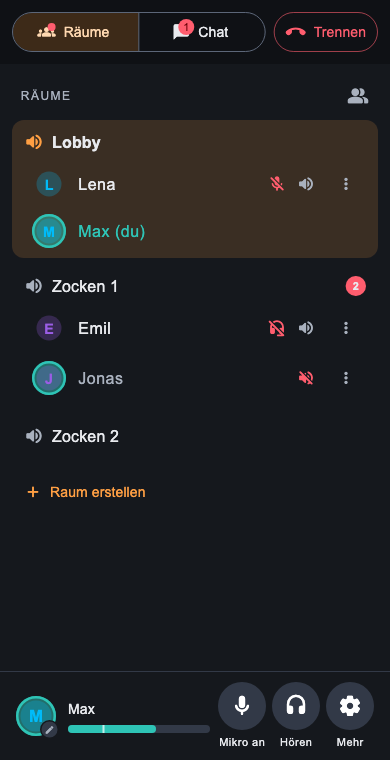 Räume
1
Chat
Trennen
RÄUME
Lobby
L
Lena
M
Max (du)
Zocken 1
2
E
Emil
J
Jonas
Zocken 2
+ Raum erstellen
M
Max
Mikro an
Hören
Mehr